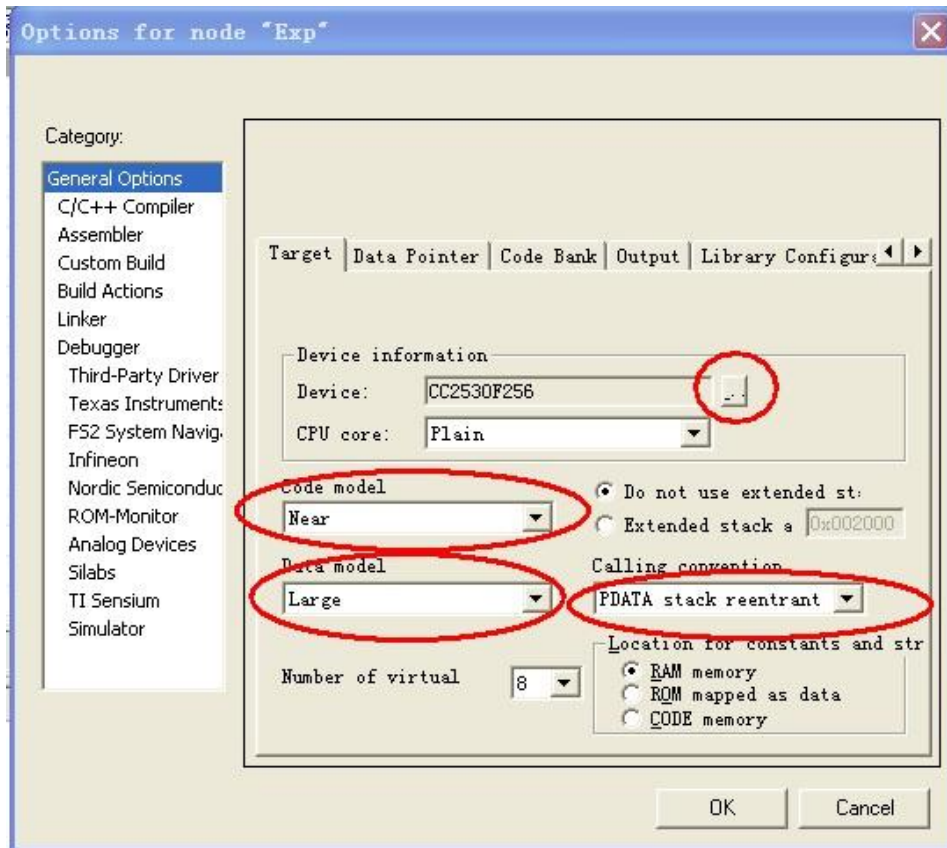 Options for node "Exp"
Category:
General Options
C/C++ Compiler
Assembler
Custom Build
Build Actions
Linker
Debugger
Third-Party Driver
Texas Instruments
FS2 System Navig
Infineon
Nordic Semiconduc
ROM-Monitor
Analog Devices
Silabs
TI Sensium
Simulator
Target Data Pointer Code Bank Output Library Configura
Device information
Device: CC2530F256 ...
CPU core: Plain
Code model
Near
Do not use extended st
Extended stack a 0x002000
Data model
Large
Calling convention
PDATA stack reentrant
Number of virtual 8
Location for constants and str
RAM memory
ROM mapped as data
CODE memory
OK Cancel